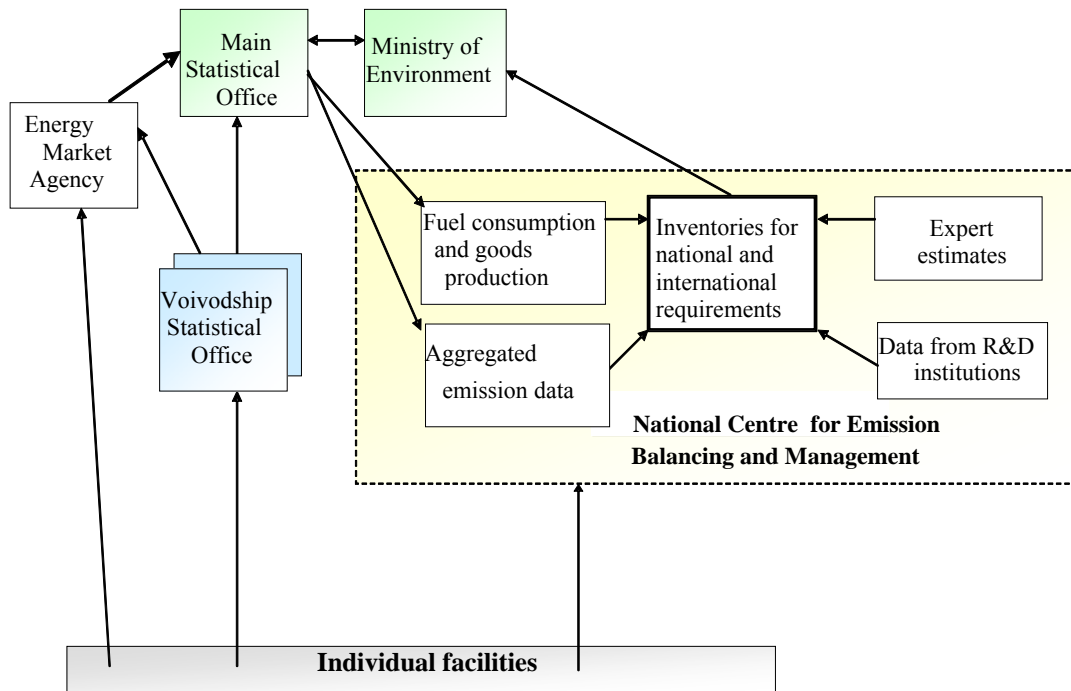 Main
Statistical
Office
Ministry of
Environment
Energy
Market
Agency
Voivodship
Statistical
Office
Fuel consumption
and goods
production
Inventories for
national and
international
requirements
Expert
estimates
Aggregated
emission data
Data from R&D
institutions
National Centre for Emission
Balancing and Management
Individual facilities